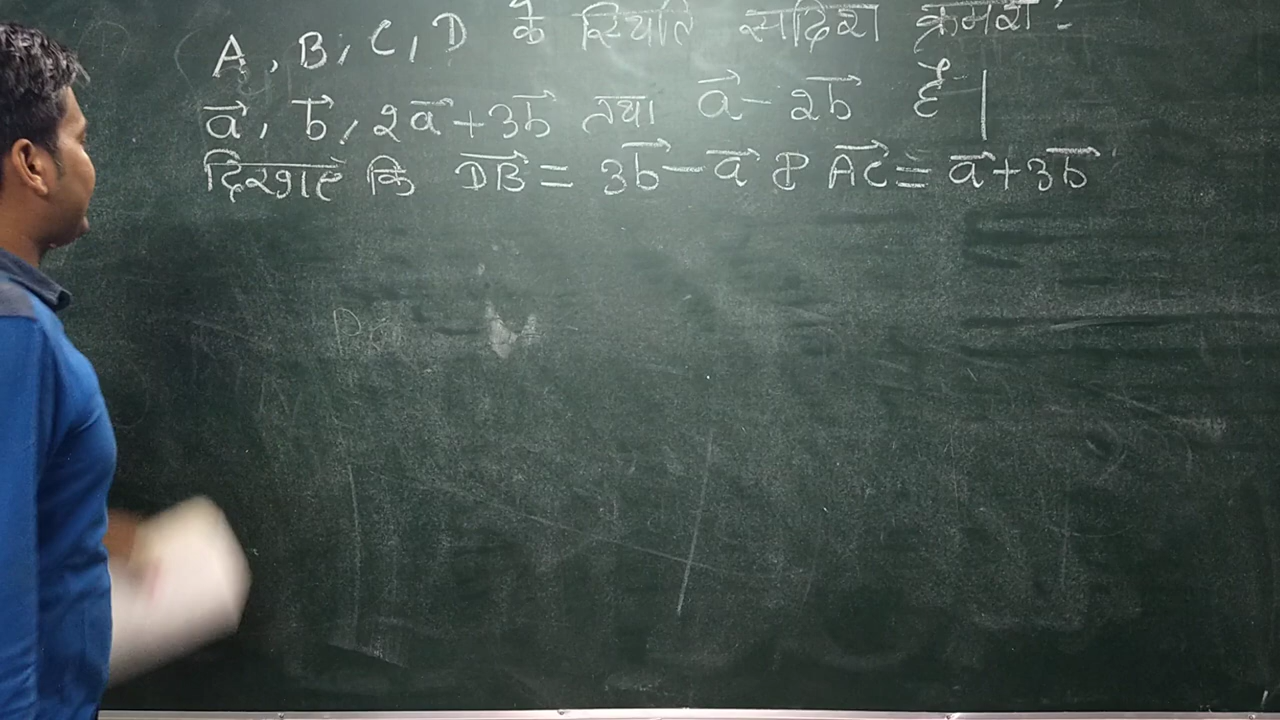 A, B, C, D के स्थिति सदिश क्रमशः
a⃗, b⃗, 2a⃗+3b⃗ तथा a⃗-2b⃗ है|
दिखाएं कि DB⃗ = 3b⃗-a⃗ & AC⃗ = a⃗+3b⃗